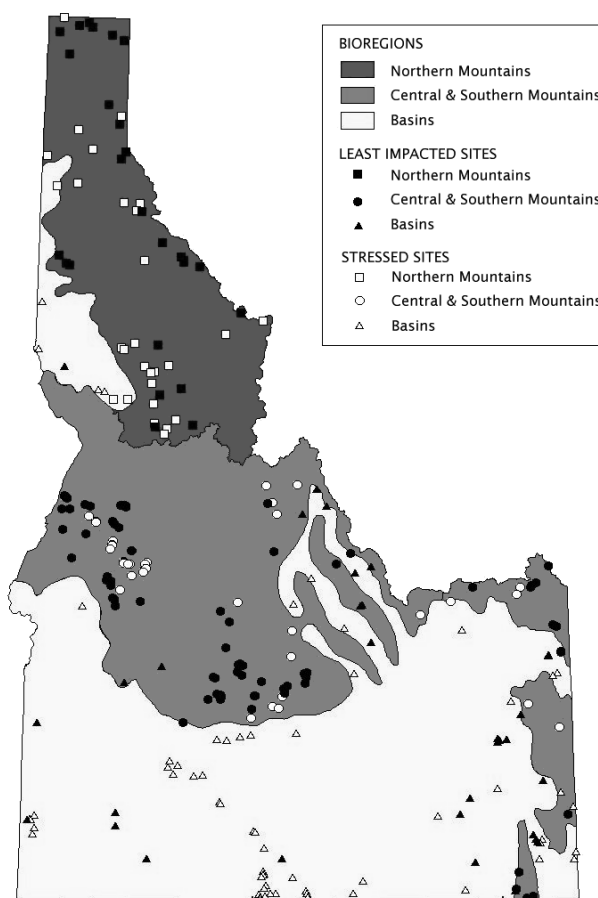 BIOREGIONS
Northern Mountains
Central & Southern Mountains
Basins
LEAST IMPACTED SITES
Northern Mountains
Central & Southern Mountains
Basins
STRESSED SITES
Northern Mountains
Central & Southern Mountains
Basins